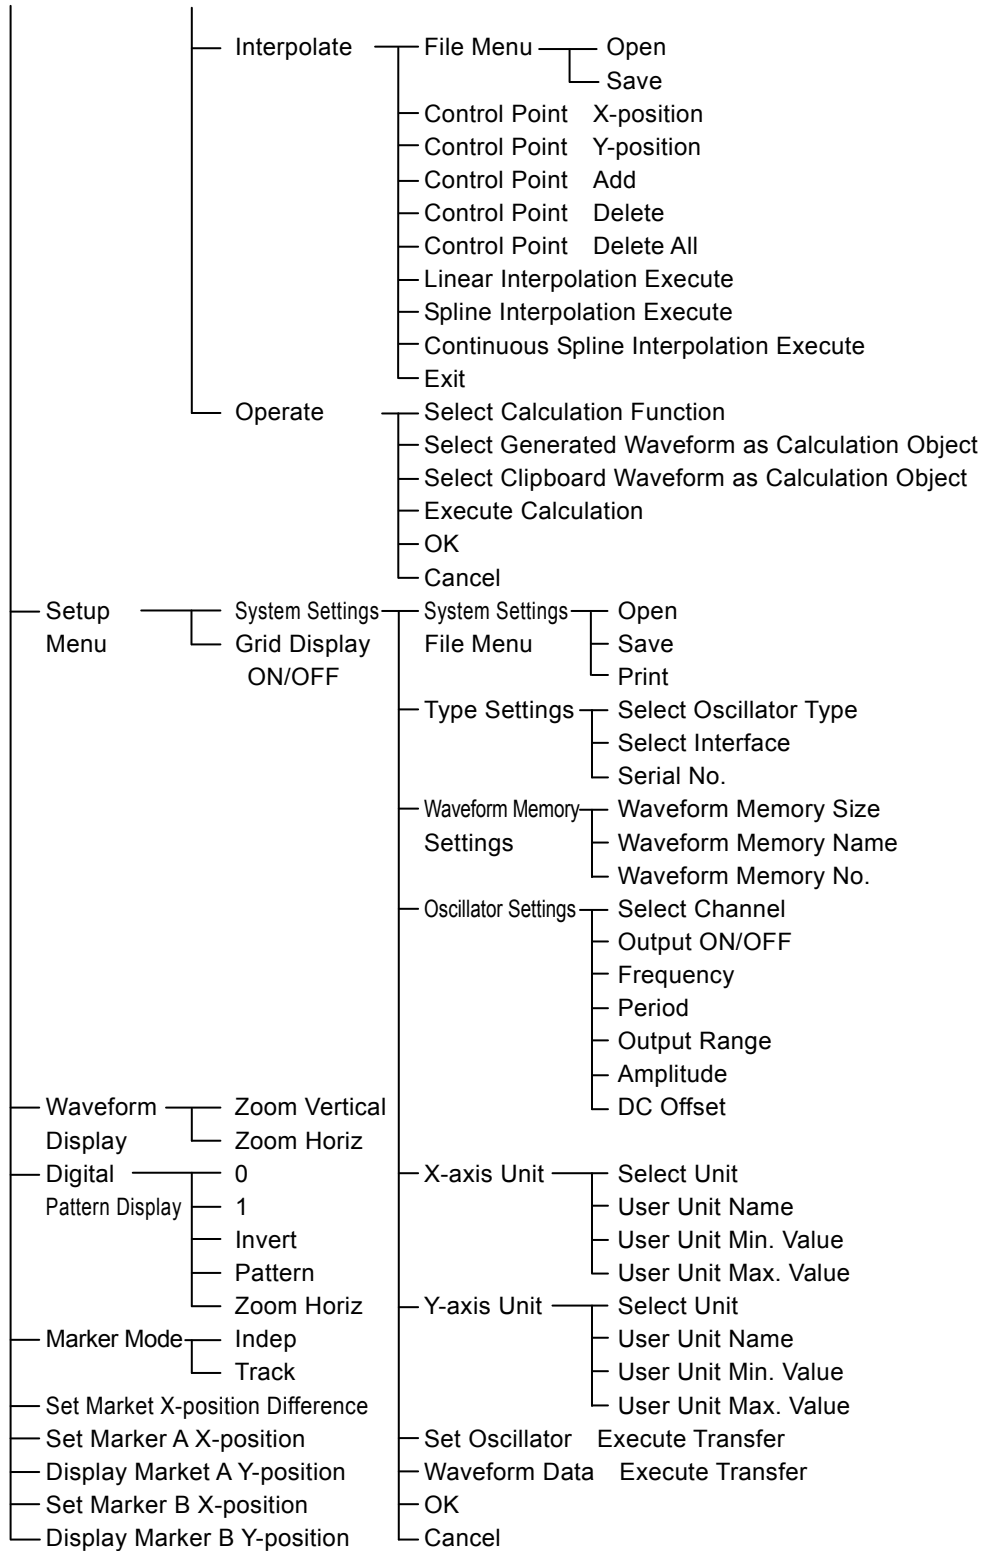 Interpolate File Menu Open
Save
Control Point X-position
Control Point Y-position
Control Point Add
Control Point Delete
Control Point Delete All
Linear Interpolation Execute
Spline Interpolation Execute
Continuous Spline Interpolation Execute
Exit
Operate Select Calculation Function
Select Generated Waveform as Calculation Object
Select Clipboard Waveform as Calculation Object
Execute Calculation
OK
Cancel
Setup System Settings System Settings Open
Menu Grid Display File Menu Save
ON/OFF Print
Type Settings Select Oscillator Type
Select Interface
Serial No.
Waveform Memory Waveform Memory Size
Settings Waveform Memory Name
Waveform Memory No.
Oscillator Settings Select Channel
Output ON/OFF
Frequency
Period
Output Range
Amplitude
Waveform Zoom Vertical DC Offset
Display Zoom Horiz
Digital 0 X-axis Unit Select Unit
Pattern Display 1 User Unit Name
Invert User Unit Min. Value
Pattern User Unit Max. Value
Zoom Horiz Y-axis Unit Select Unit
Marker Mode Indep User Unit Name
Track User Unit Min. Value
Set Market X-position Difference User Unit Max. Value
Set Marker A X-position Set Oscillator Execute Transfer
Display Market A Y-position Waveform Data Execute Transfer
Set Marker B X-position OK
Display Marker B Y-position Cancel